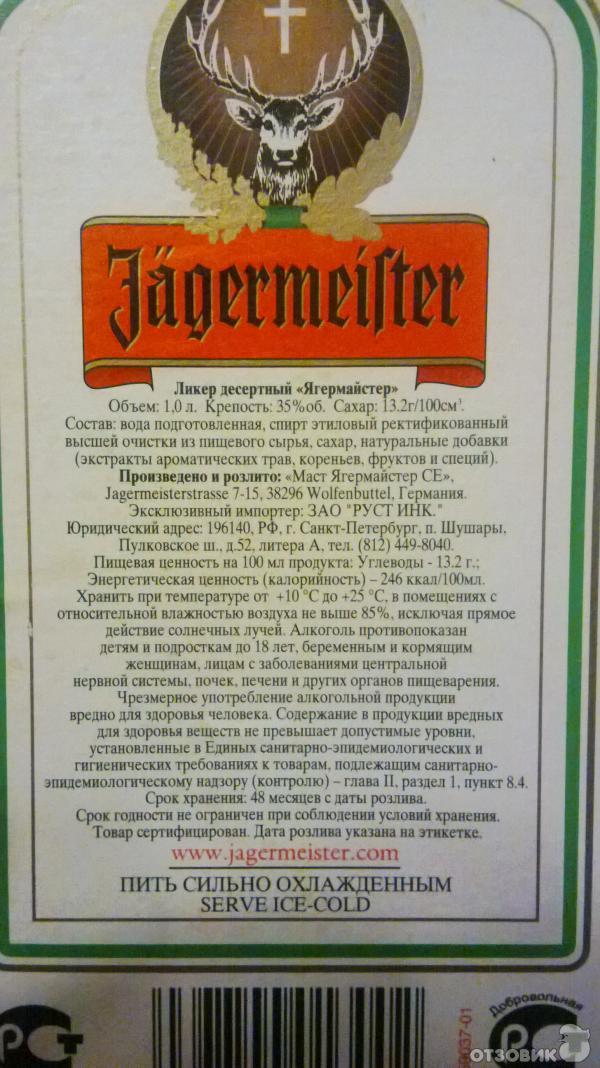 Jägermeiſter
Ликер десертный «Ягермайстер»
Объем: 1,0 л. Крепость: 35%об. Сахар: 13.2г/100см³.
Состав: вода подготовленная, спирт этиловый ректификованный
высшей очистки из пищевого сырья, сахар, натуральные добавки
(экстракты ароматических трав, кореньев, фруктов и специй).
Произведено и розлито: «Маст Ягермайстер СЕ»,
Jagermeisterstrasse 7-15, 38296 Wolfenbuttel, Германия.
Эксклюзивный импортер: ЗАО "РУСТ ИНК."
Юридический адрес: 196140, РФ, г. Санкт-Петербург, п. Шушары,
Пулковское ш., д.52, литера А, тел. (812) 449-8040.
Пищевая ценность на 100 мл продукта: Углеводы - 13.2 г.;
Энергетическая ценность (калорийность) – 246 ккал/100мл.
Хранить при температуре от +10 °С до +25 °С, в помещениях с
относительной влажностью воздуха не выше 85%, исключая прямое
действие солнечных лучей. Алкоголь противопоказан
детям и подросткам до 18 лет, беременным и кормящим
женщинам, лицам с заболеваниями центральной
нервной системы, почек, печени и других органов пищеварения.
Чрезмерное употребление алкогольной продукции
вредно для здоровья человека. Содержание в продукции вредных
для здоровья веществ не превышает допустимые уровни,
установленные в Единых санитарно-эпидемиологических и
гигиенических требованиях к товарам, подлежащим санитарно-
эпидемиологическому надзору (контролю) – глава II, раздел 1, пункт 8.4.
Срок хранения: 48 месяцев с даты розлива.
Срок годности не ограничен при соблюдении условий хранения.
Товар сертифицирован. Дата розлива указана на этикетке.
www.jagermeister.com
ПИТЬ СИЛЬНО ОХЛАЖДЕННЫМ
SERVE ICE-COLD
Добровольная
РСТ
РСТ
ОТЗОВИК